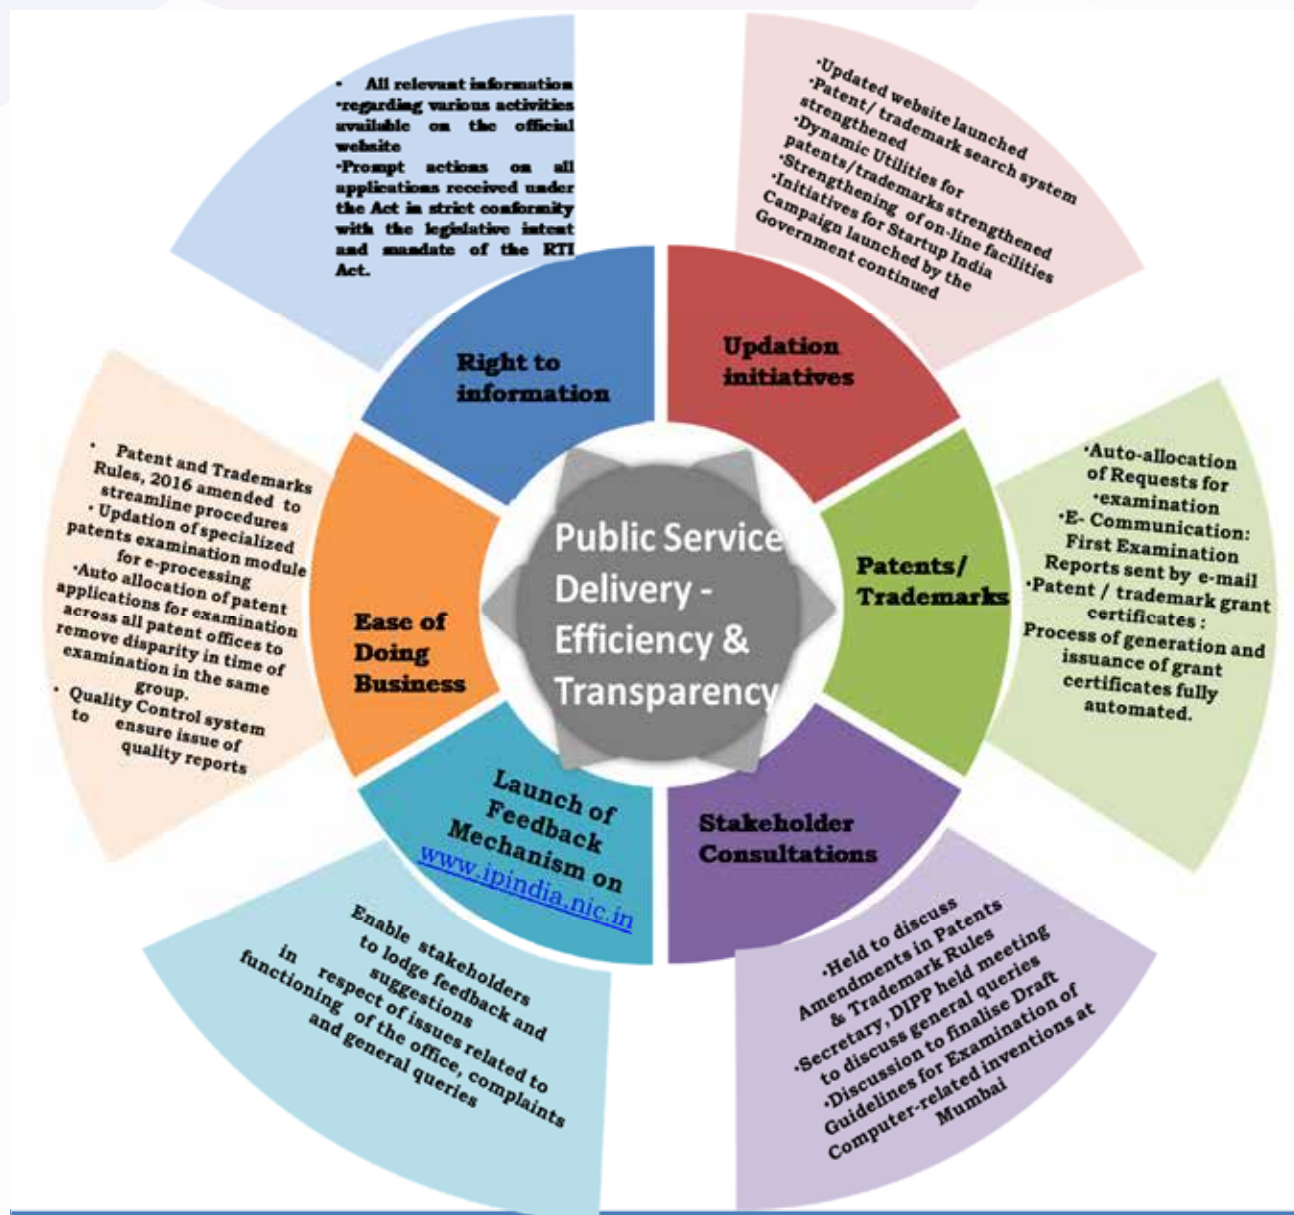 • All relevant information
•regarding various activities
available on the official
website
•Prompt actions on all
applications received under
the Act in strict conformity
with the legislative intent
and mandate of the RTI
Act.
Right to
information
•Updated website launched
•Patent/ trademark search system
strengthened
•Dynamic Utilities for
patents/trademarks strengthened
•Strengthening of on-line facilities
•Initiatives for Startup India
Campaign launched by the
Government continued
Updation
initiatives
•Auto-allocation
of Requests for
•examination
•E- Communication:
First Examination
Reports sent by e-mail
•Patent / trademark grant
certificates :
Process of generation and
issuance of grant
certificates fully
automated.
Patents/
Trademarks
Public Service
Delivery -
Efficiency &
Transparency
• Patent and Trademarks
Rules, 2016 amended to
streamline procedures
• Updation of specialized
patents examination module
for e-processing
•Auto allocation of patent
applications for examination
across all patent offices to
remove disparity in time of
examination in the same
group.
• Quality Control system
to ensure issue of
quality reports
Ease of
Doing
Business
Launch of
Feedback
Mechanism on
www.ipindia.nic.in
Enable stakeholders
to lodge feedback and
suggestions
in respect of issues related to
functioning of the office, complaints
and general queries
Stakeholder
Consultations
•Held to discuss
Amendments in Patents
& Trademark Rules
•Secretary, DIPP held meeting
to discuss general queries
•Discussion to finalise Draft
Guidelines for Examination of
Computer-related inventions at
Mumbai